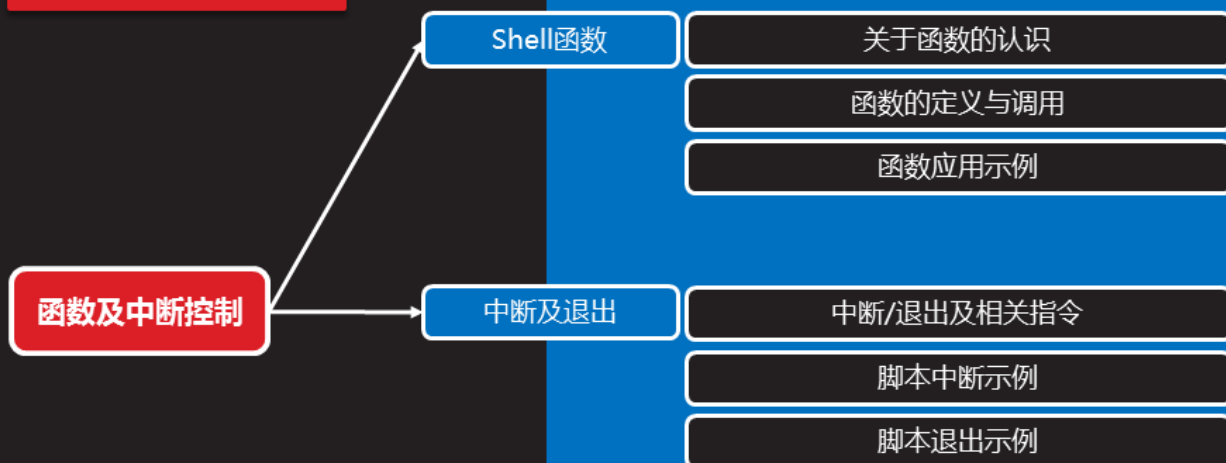 Shell函数
关于函数的认识
函数的定义与调用
函数应用示例
函数及中断控制
中断及退出
中断/退出及相关指令
脚本中断示例
脚本退出示例